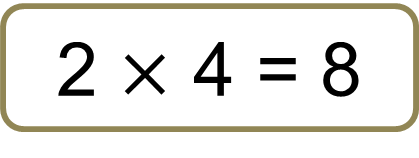 2 × 4 = 8